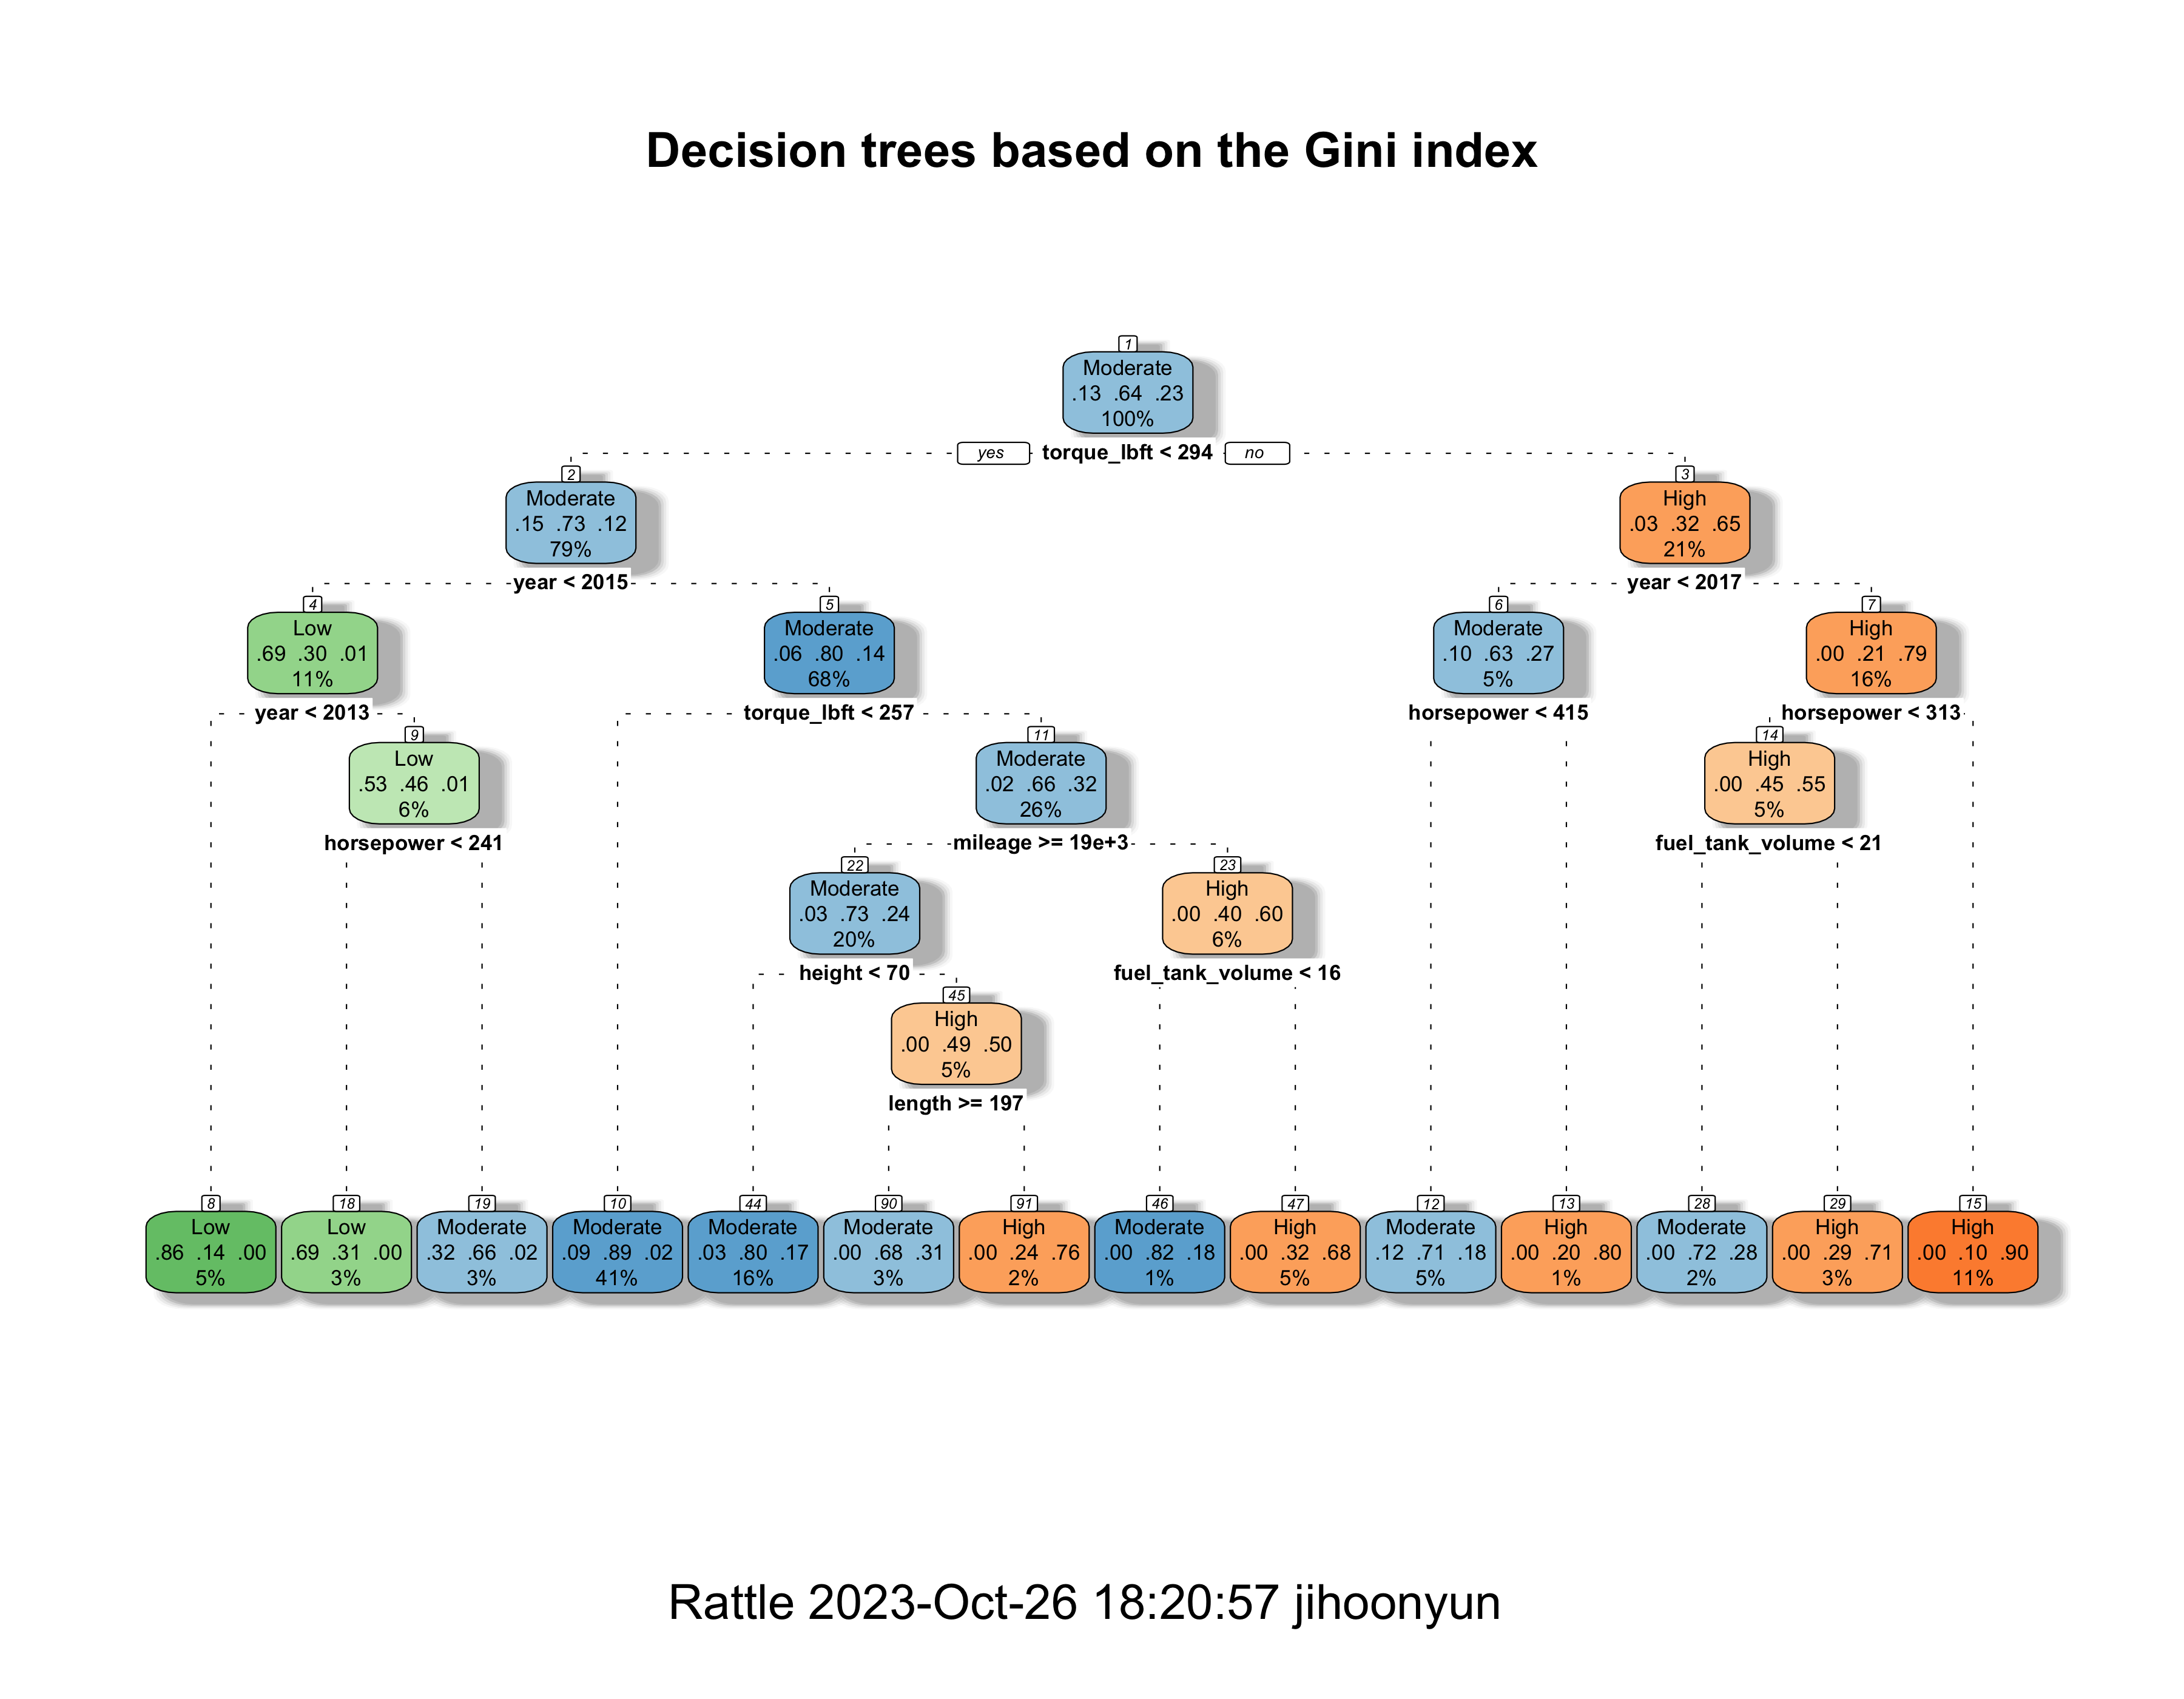 Decision trees based on the Gini index
1
Moderate
.13 .64 .23
100%
yes torque_lbft < 294 no
2
Moderate
.15 .73 .12
79%
year < 2015
3
High
.03 .32 .65
21%
year < 2017
4
Low
.69 .30 .01
11%
year < 2013
5
Moderate
.06 .80 .14
68%
torque_lbft < 257
6
Moderate
.10 .63 .27
5%
horsepower < 415
7
High
.00 .21 .79
16%
horsepower < 313
9
Low
.53 .46 .01
6%
horsepower < 241
11
Moderate
.02 .66 .32
26%
mileage >= 19e+3
14
High
.00 .45 .55
5%
fuel_tank_volume < 21
22
Moderate
.03 .73 .24
20%
height < 70
23
High
.00 .40 .60
6%
fuel_tank_volume < 16
45
High
.00 .49 .50
5%
length >= 197
8
Low
.86 .14 .00
5%
18
Low
.69 .31 .00
3%
19
Moderate
.32 .66 .02
3%
10
Moderate
.09 .89 .02
41%
44
Moderate
.03 .80 .17
16%
90
Moderate
.00 .68 .31
3%
91
High
.00 .24 .76
2%
46
Moderate
.00 .82 .18
1%
47
High
.00 .32 .68
5%
12
Moderate
.12 .71 .18
5%
13
High
.00 .20 .80
1%
28
Moderate
.00 .72 .28
2%
29
High
.00 .29 .71
3%
15
High
.00 .10 .90
11%
Rattle 2023-Oct-26 18:20:57 jihoonyun